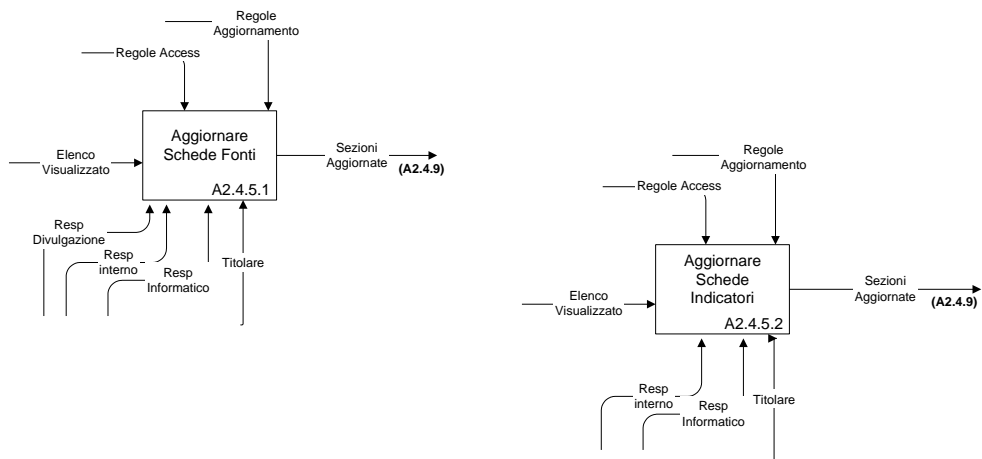 Regole
Aggiornamento
Regole Access
Aggiornare
Schede Fonti
A2.4.5.1
Elenco
Visualizzato
Sezioni
Aggiornate
(A2.4.9)
Resp
Divulgazione
Resp
interno
Resp
Informatico
Titolare
Regole
Aggiornamento
Regole Access
Aggiornare
Schede
Indicatori
A2.4.5.2
Elenco
Visualizzato
Sezioni
Aggiornate
(A2.4.9)
Resp
interno
Resp
Informatico
Titolare